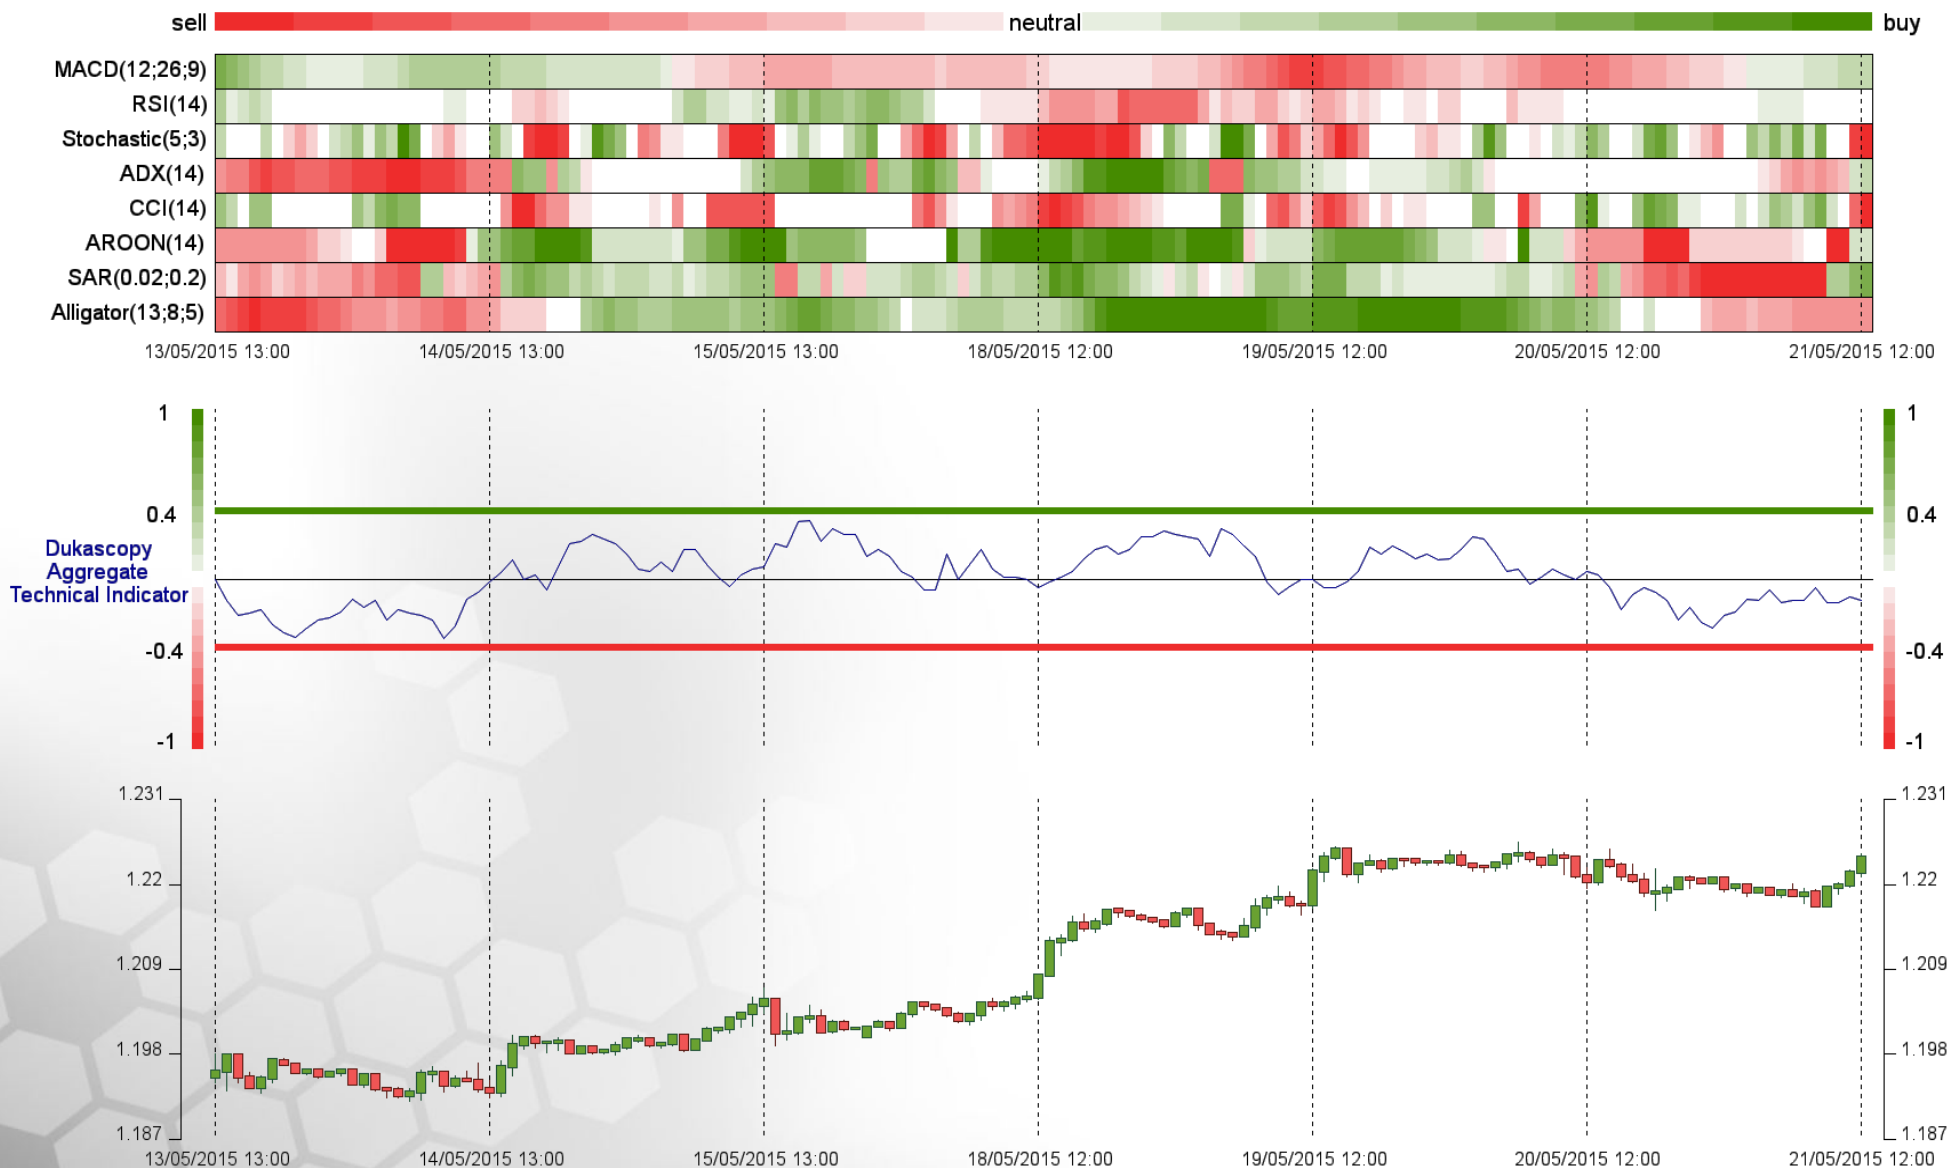 sell neutral buy
MACD(12;26;9)
RSI(14)
Stochastic(5;3)
ADX(14)
CCI(14)
AROON(14)
SAR(0.02;0.2)
Alligator(13;8;5)
13/05/2015 13:00 14/05/2015 13:00 15/05/2015 13:00 18/05/2015 12:00 19/05/2015 12:00 20/05/2015 12:00 21/05/2015 12:00
1 1
0.4 0.4
Dukascopy
Aggregate
Technical Indicator
-0.4 -0.4
-1 -1
1.231 1.231
1.22 1.22
1.209 1.209
1.198 1.198
1.187 1.187
13/05/2015 13:00 14/05/2015 13:00 15/05/2015 13:00 18/05/2015 12:00 19/05/2015 12:00 20/05/2015 12:00 21/05/2015 12:00